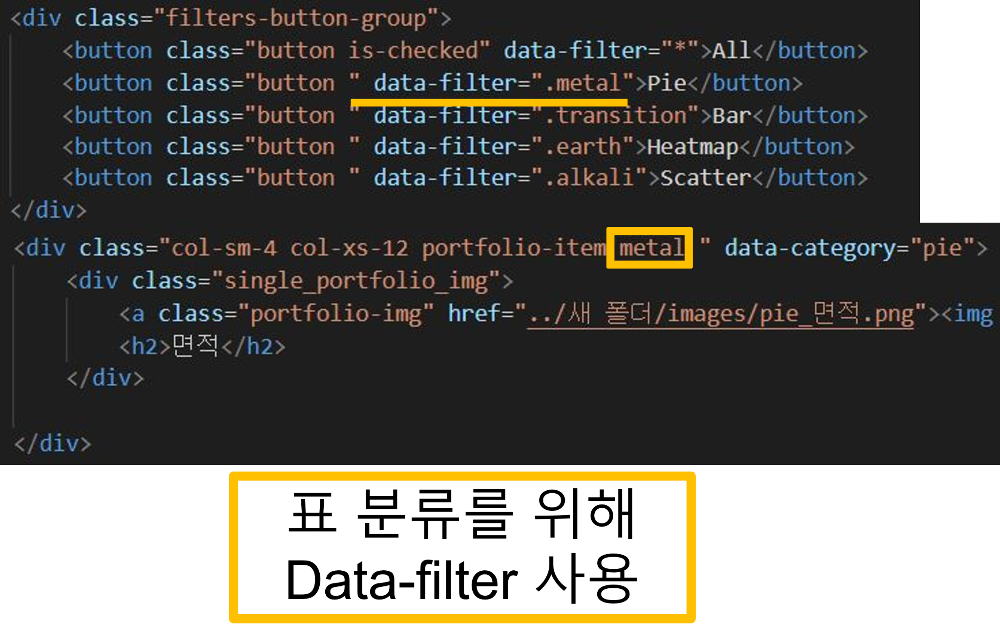 <div class="filters-button-group">
<button class="button is-checked" data-filter="*">All</button>
<button class="button " data-filter=".metal">Pie</button>
<button class="button " data-filter=".transition">Bar</button>
<button class="button " data-filter=".earth">Heatmap</button>
<button class="button " data-filter=".alkali">Scatter</button>
</div>
<div class="col-sm-4 col-xs-12 portfolio-item metal " data-category="pie">
<div class="single_portfolio_img">
<a class="portfolio-img" href="../새 폴더/images/pie_면적.png"><img
<h2>면적</h2>
</div>
</div>
표 분류를 위해
Data-filter 사용